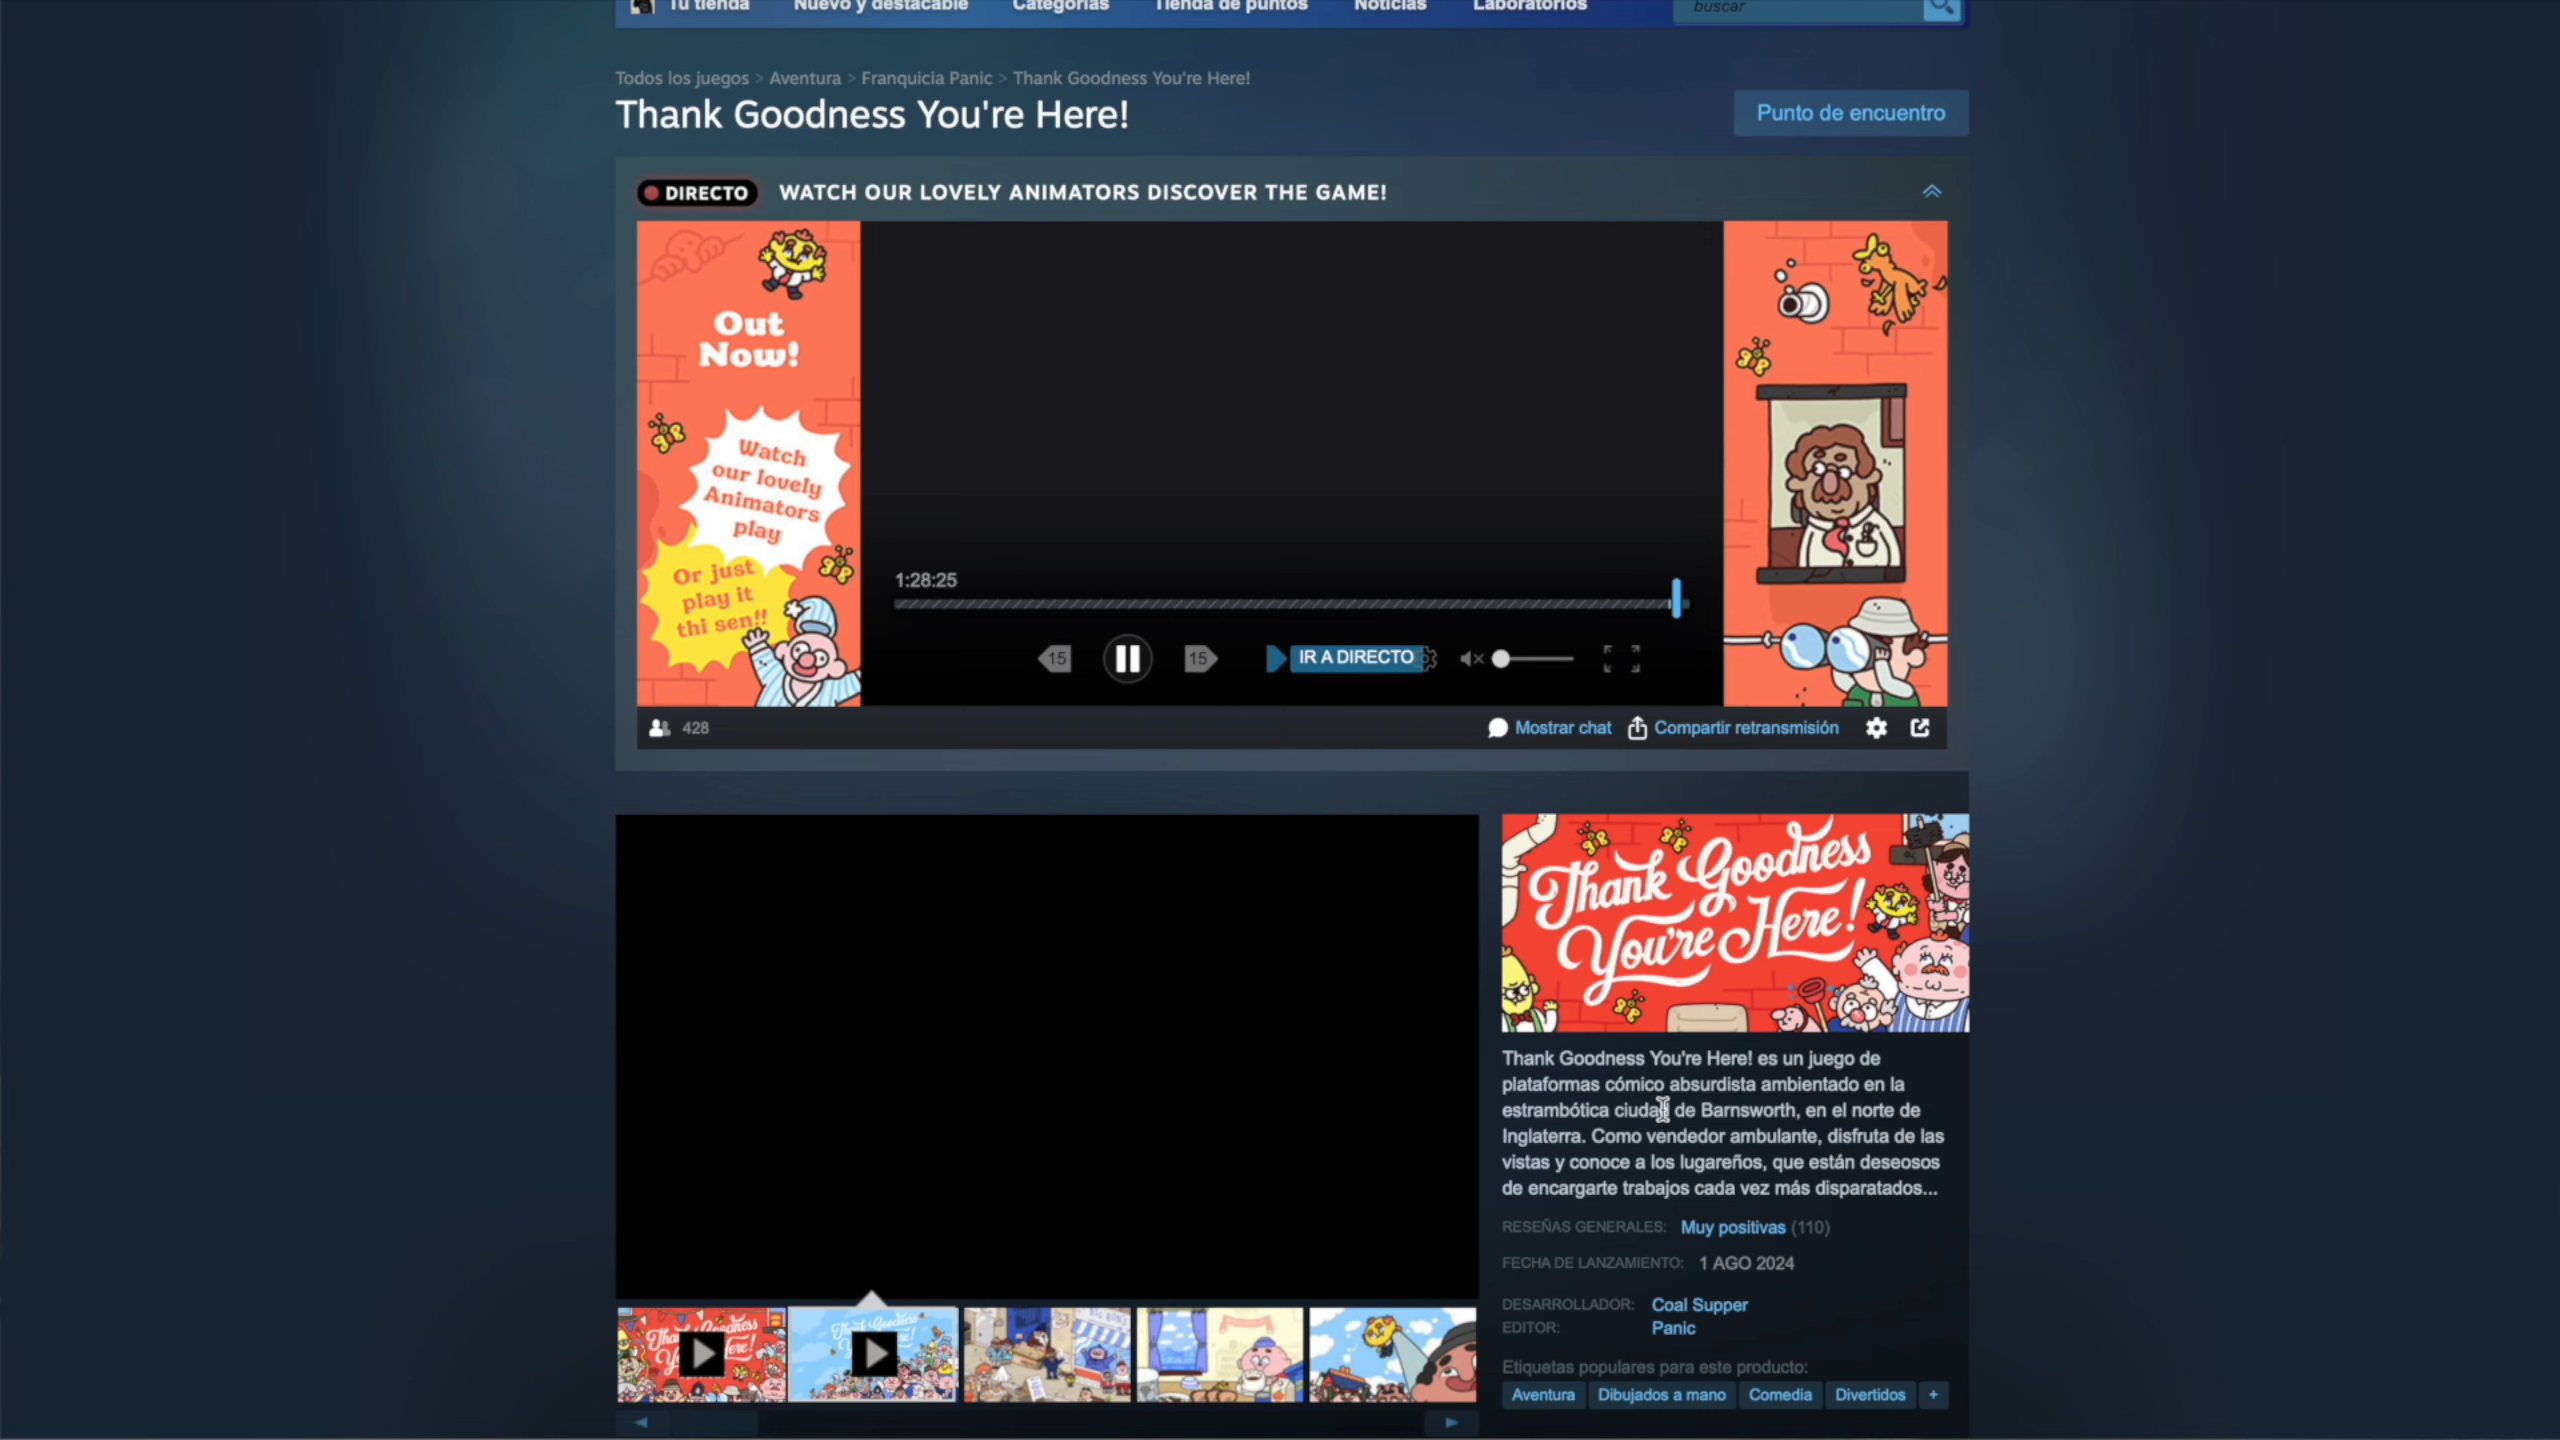 Tu tienda
Nuevo y destacable
Categorías
Tienda de puntos
Noticias
Laboratorios
buscar
Todos los juegos > Aventura > Franquicia Panic > Thank Goodness You're Here!
Thank Goodness You're Here!
Punto de encuentro
DIRECTO
WATCH OUR LOVELY ANIMATORS DISCOVER THE GAME!
Out
Now!
Watch
our lovely
Animators
play
Or just
play it
thi sen!!
1:28:25
15
15
IR A DIRECTO
428
Mostrar chat
Compartir retransmisión
Thank Goodness
You're Here!
Thank Goodness You're Here! es un juego de
plataformas cómico absurdista ambientado en la
estrambótica ciudad de Barnsworth, en el norte de
Inglaterra. Como vendedor ambulante, disfruta de las
vistas y conoce a los lugareños, que están deseosos
de encargarte trabajos cada vez más disparatados...
RESEÑAS GENERALES: Muy positivas (110)
FECHA DE LANZAMIENTO: 1 AGO 2024
DESARROLLADOR: Coal Supper
EDITOR: Panic
Etiquetas populares para este producto:
Aventura
Dibujados a mano
Comedia
Divertidos
+